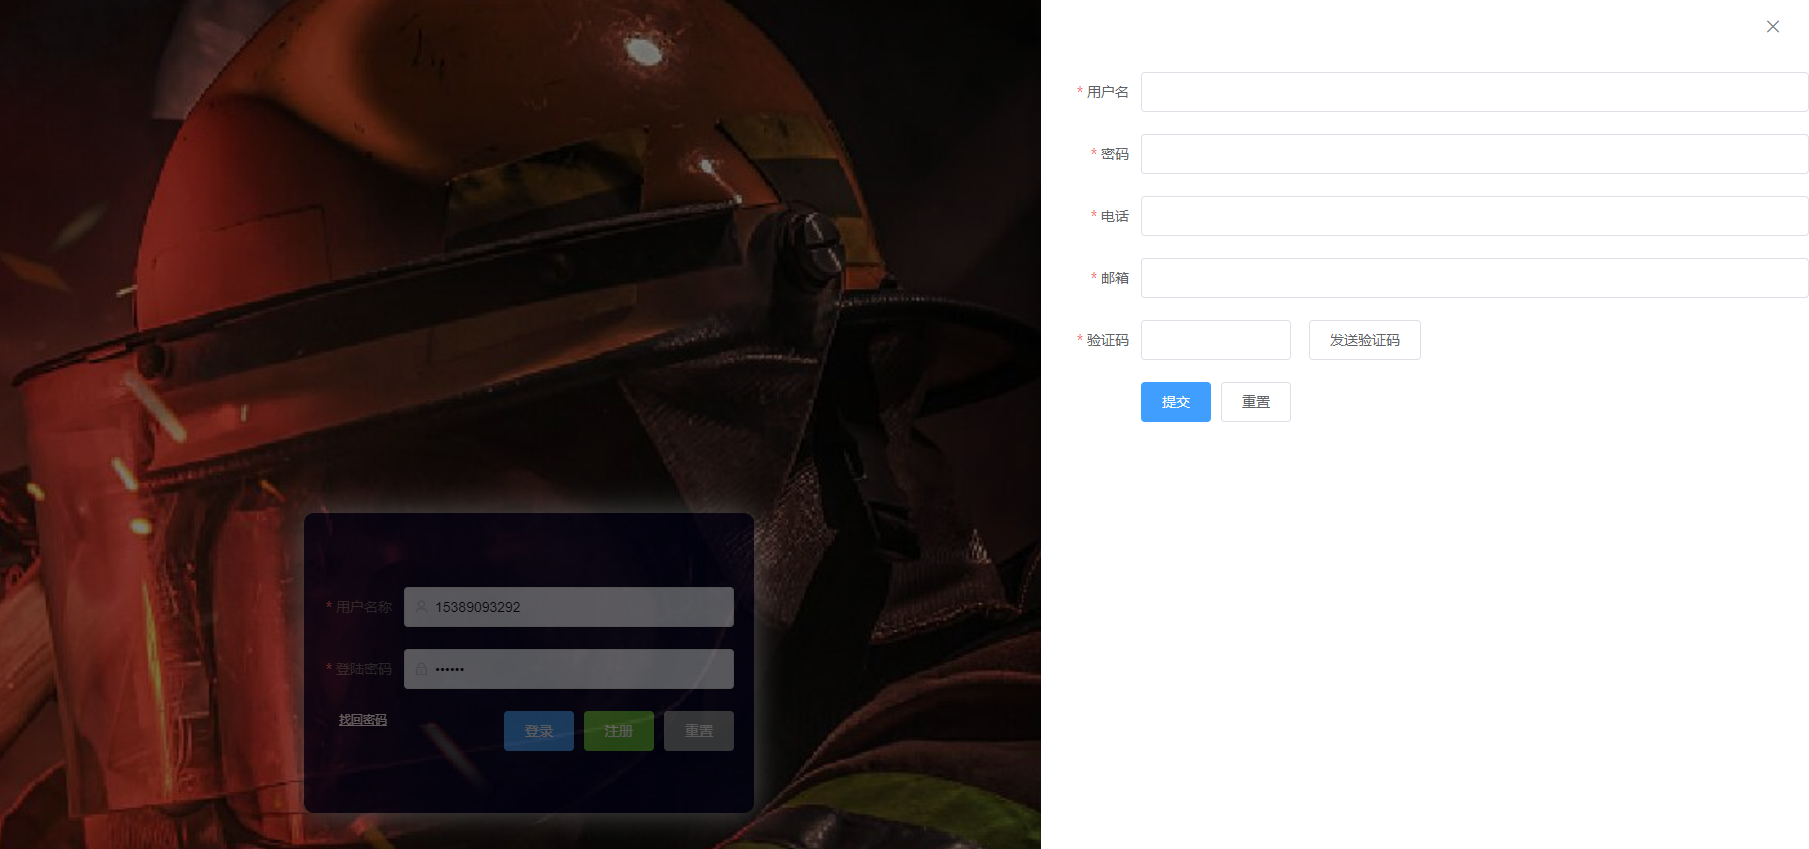 用户名称 15389093292
登陆密码 ••••••
找回密码 登录 注册 重置
用户名
密码
电话
邮箱
验证码 发送验证码
提交 重置